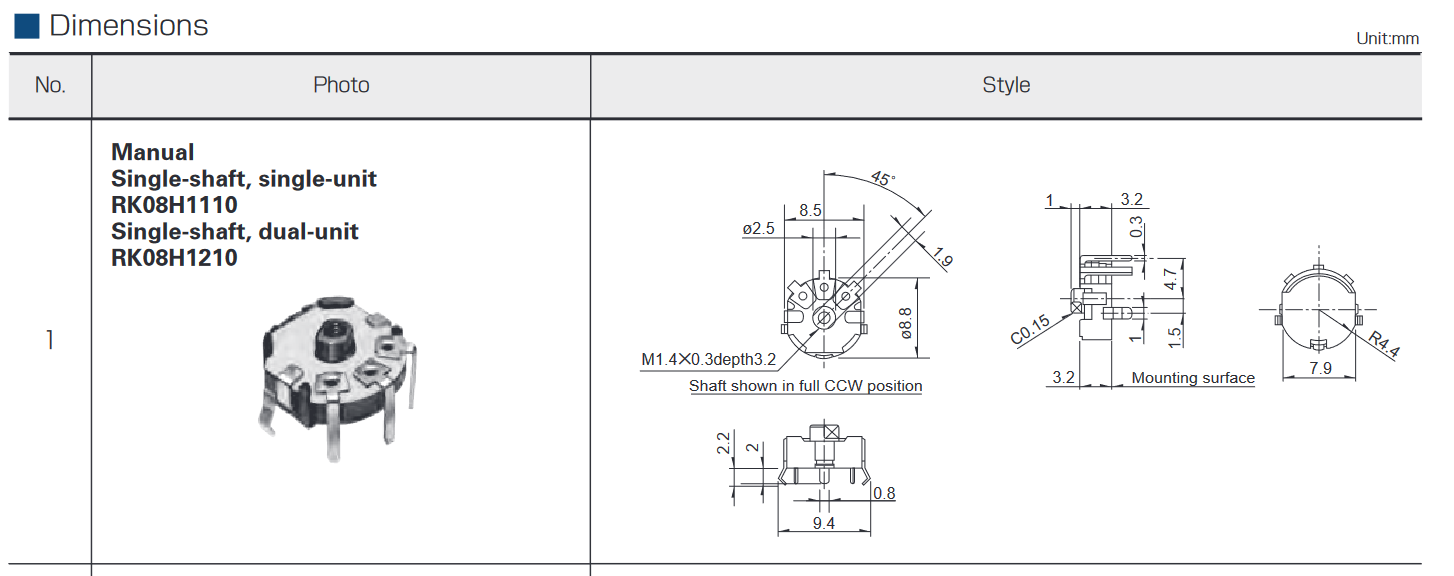 Dimensions
Unit:mm
No. Photo Style
1
Manual
Single-shaft, single-unit
RK08H1110
Single-shaft, dual-unit
RK08H1210
45°
8.5
ø2.5
1.9
ø8.8
M1.4×0.3depth3.2
Shaft shown in full CCW position
1
3.2
0.3
4.7
C0.15
1
1.5
3.2
Mounting surface
R4.4
7.9
2.2
2
0.8
9.4